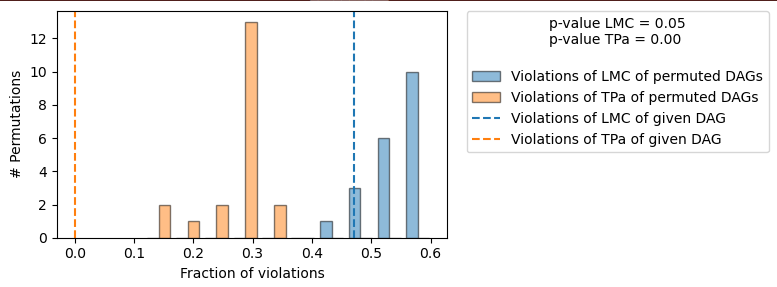 p-value LMC = 0.05
p-value TPa = 0.00
Violations of LMC of permuted DAGs
Violations of TPa of permuted DAGs
Violations of LMC of given DAG
Violations of TPa of given DAG
# Permutations
12
10
8
6
4
2
0
0.0 0.1 0.2 0.3 0.4 0.5 0.6
Fraction of violations